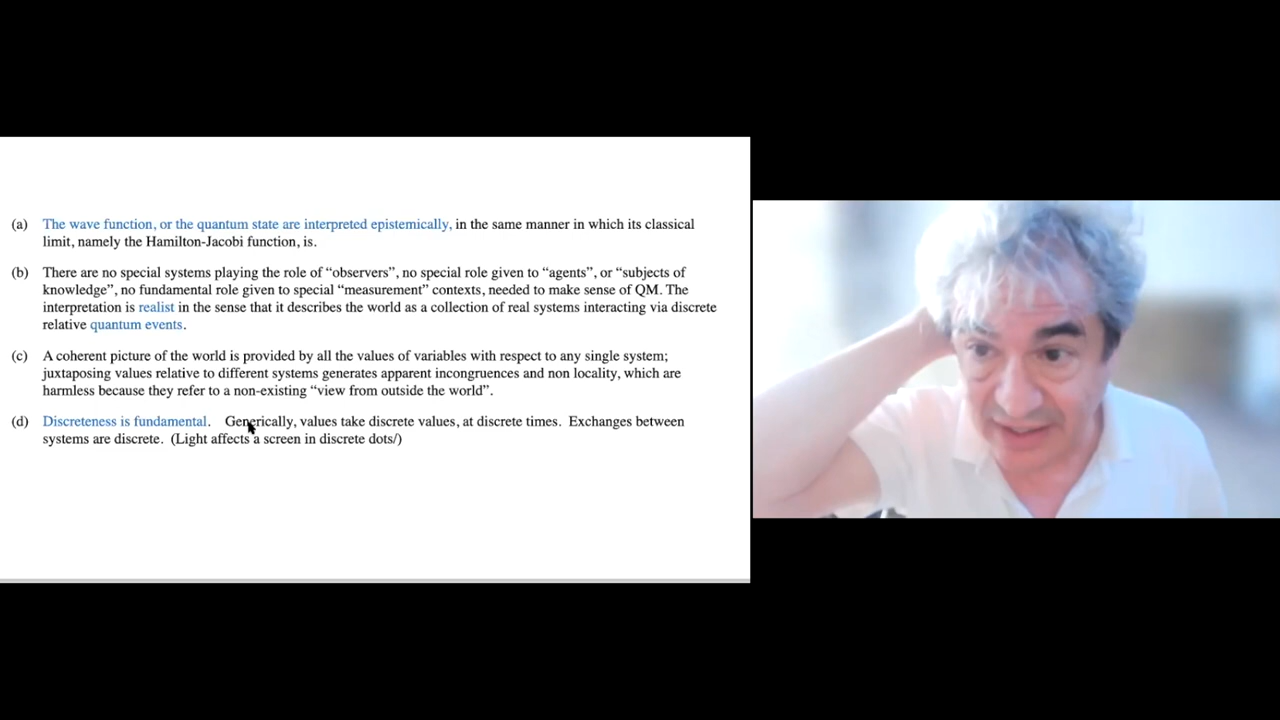 (a) The wave function, or the quantum state are interpreted epistemically, in the same manner in which its classical
limit, namely the Hamilton-Jacobi function, is.
(b) There are no special systems playing the role of “observers”, no special role given to “agents”, or “subjects of
knowledge”, no fundamental role given to special “measurement” contexts, needed to make sense of QM. The
interpretation is realist in the sense that it describes the world as a collection of real systems interacting via discrete
relative quantum events.
(c) A coherent picture of the world is provided by all the values of variables with respect to any single system;
juxtaposing values relative to different systems generates apparent incongruences and non locality, which are
harmless because they refer to a non-existing “view from outside the world”.
(d) Discreteness is fundamental. Generically, values take discrete values, at discrete times. Exchanges between
systems are discrete. (Light affects a screen in discrete dots/)